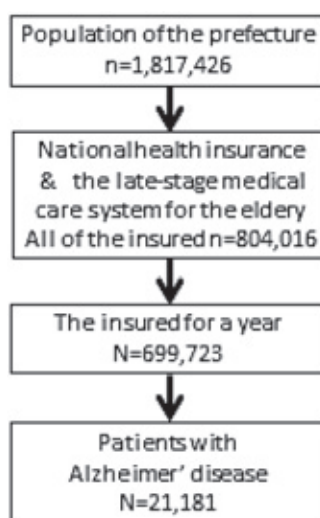 Population of the prefecture
n=1,817,426
National health insurance
& the late-stage medical
care system for the eldery
All of the insured n=804,016
The insured for a year
N=699,723
Patients with
Alzheimer' disease
N=21,181